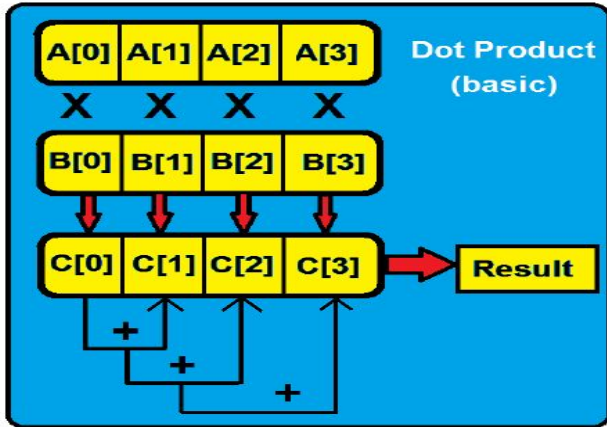 A[0] A[1] A[2] A[3]
Dot Product
(basic)
X X X X
B[0] B[1] B[2] B[3]
C[0] C[1] C[2] C[3]
Result
+
+
+